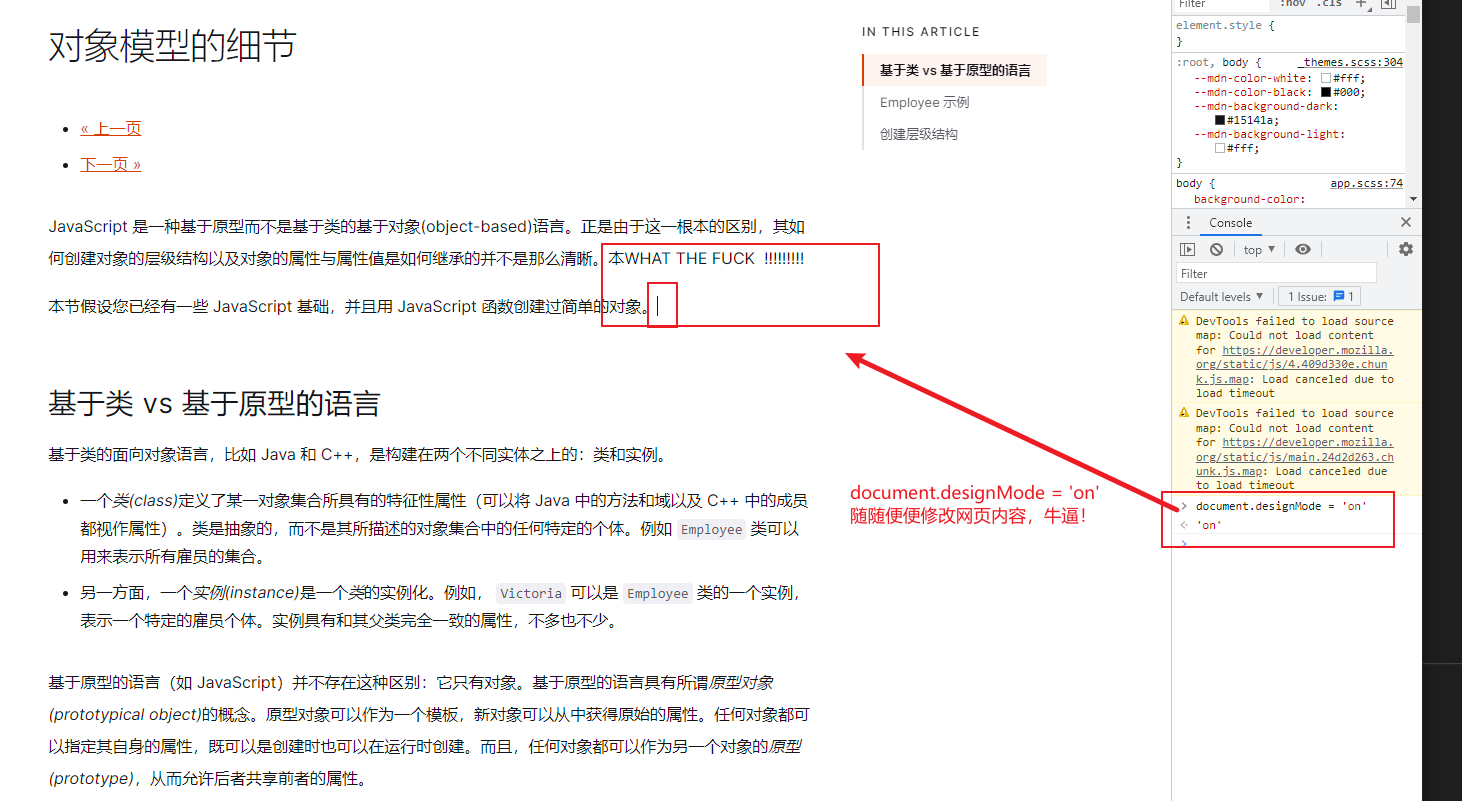 对象模型的细节
« 上一页
下一页 »
JavaScript 是一种基于原型而不是基于类的基于对象(object-based)语言。正是由于这一根本的区别，其如
何创建对象的层级结构以及对象的属性与属性值是如何继承的并不是那么清晰。本WHAT THE FUCK !!!!!!!!!
本节假设您已经有一些 JavaScript 基础，并且用 JavaScript 函数创建过简单的对象。
基于类 vs 基于原型的语言
基于类的面向对象语言，比如 Java 和 C++，是构建在两个不同实体之上的：类和实例。
一个类(class)定义了某一对象集合所具有的特征性属性（可以将 Java 中的方法和域以及 C++ 中的成员
都视作属性）。类是抽象的，而不是其所描述的对象集合中的任何特定的个体。例如 Employee 类可以
用来表示所有雇员的集合。
另一方面，一个实例(instance)是一个类的实例化。例如， Victoria 可以是 Employee 类的一个实例，
表示一个特定的雇员个体。实例具有和其父类完全一致的属性，不多也不少。
基于原型的语言（如 JavaScript）并不存在这种区别：它只有对象。基于原型的语言具有所谓原型对象
(prototypical object)的概念。原型对象可以作为一个模板，新对象可以从中获得原始的属性。任何对象都可
以指定其自身的属性，既可以是创建时也可以在运行时创建。而且，任何对象都可以作为另一个对象的原型
(prototype)，从而允许后者共享前者的属性。
IN THIS ARTICLE
基于类 vs 基于原型的语言
Employee 示例
创建层级结构
document.designMode = 'on'
随随便便修改网页内容，牛逼！
Filter :hov .cls +
element.style {
}
:root, body { _themes.scss:304
--mdn-color-white: #fff;
--mdn-color-black: #000;
--mdn-background-dark:
#15141a;
--mdn-background-light:
#fff;
}
body { app.scss:74
background-color:
Console
top ▼
Filter
Default levels ▼ 1 Issue: 1
DevTools failed to load source
map: Could not load content
for https://developer.mozilla.
org/static/js/4.409d330e.chun
k.js.map: Load canceled due to
load timeout
DevTools failed to load source
map: Could not load content
for https://developer.mozilla.
org/static/js/main.24d2d263.ch
unk.js.map: Load canceled due
to load timeout
> document.designMode = 'on'
'on'